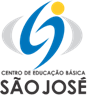 CENTRO DE EDUCAÇÃO BÁSICA
SÃO JOSÉ